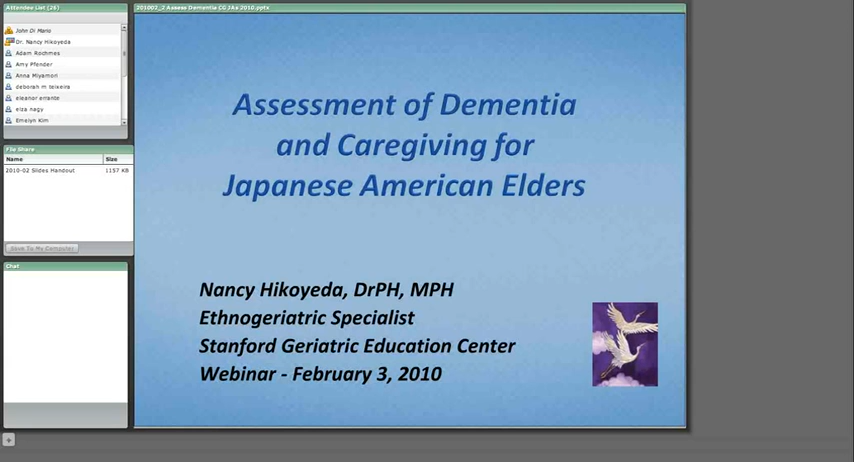 Attendee List (26)
John Di Mario
Dr. Nancy Hikoyeda
Adam Rochmes
Amy Pfender
Anna Miyamori
deborah m teixeira
eleanor errante
elza nagy
Emelyn Kim
File Share
Name Size
2010-02 Slides Handout 1157 KB
Save To My Computer
Chat
201002_2 Assess Dementia CG JAs 2010.pptx
Assessment of Dementia
and Caregiving for
Japanese American Elders
Nancy Hikoyeda, DrPH, MPH
Ethnogeriatric Specialist
Stanford Geriatric Education Center
Webinar - February 3, 2010